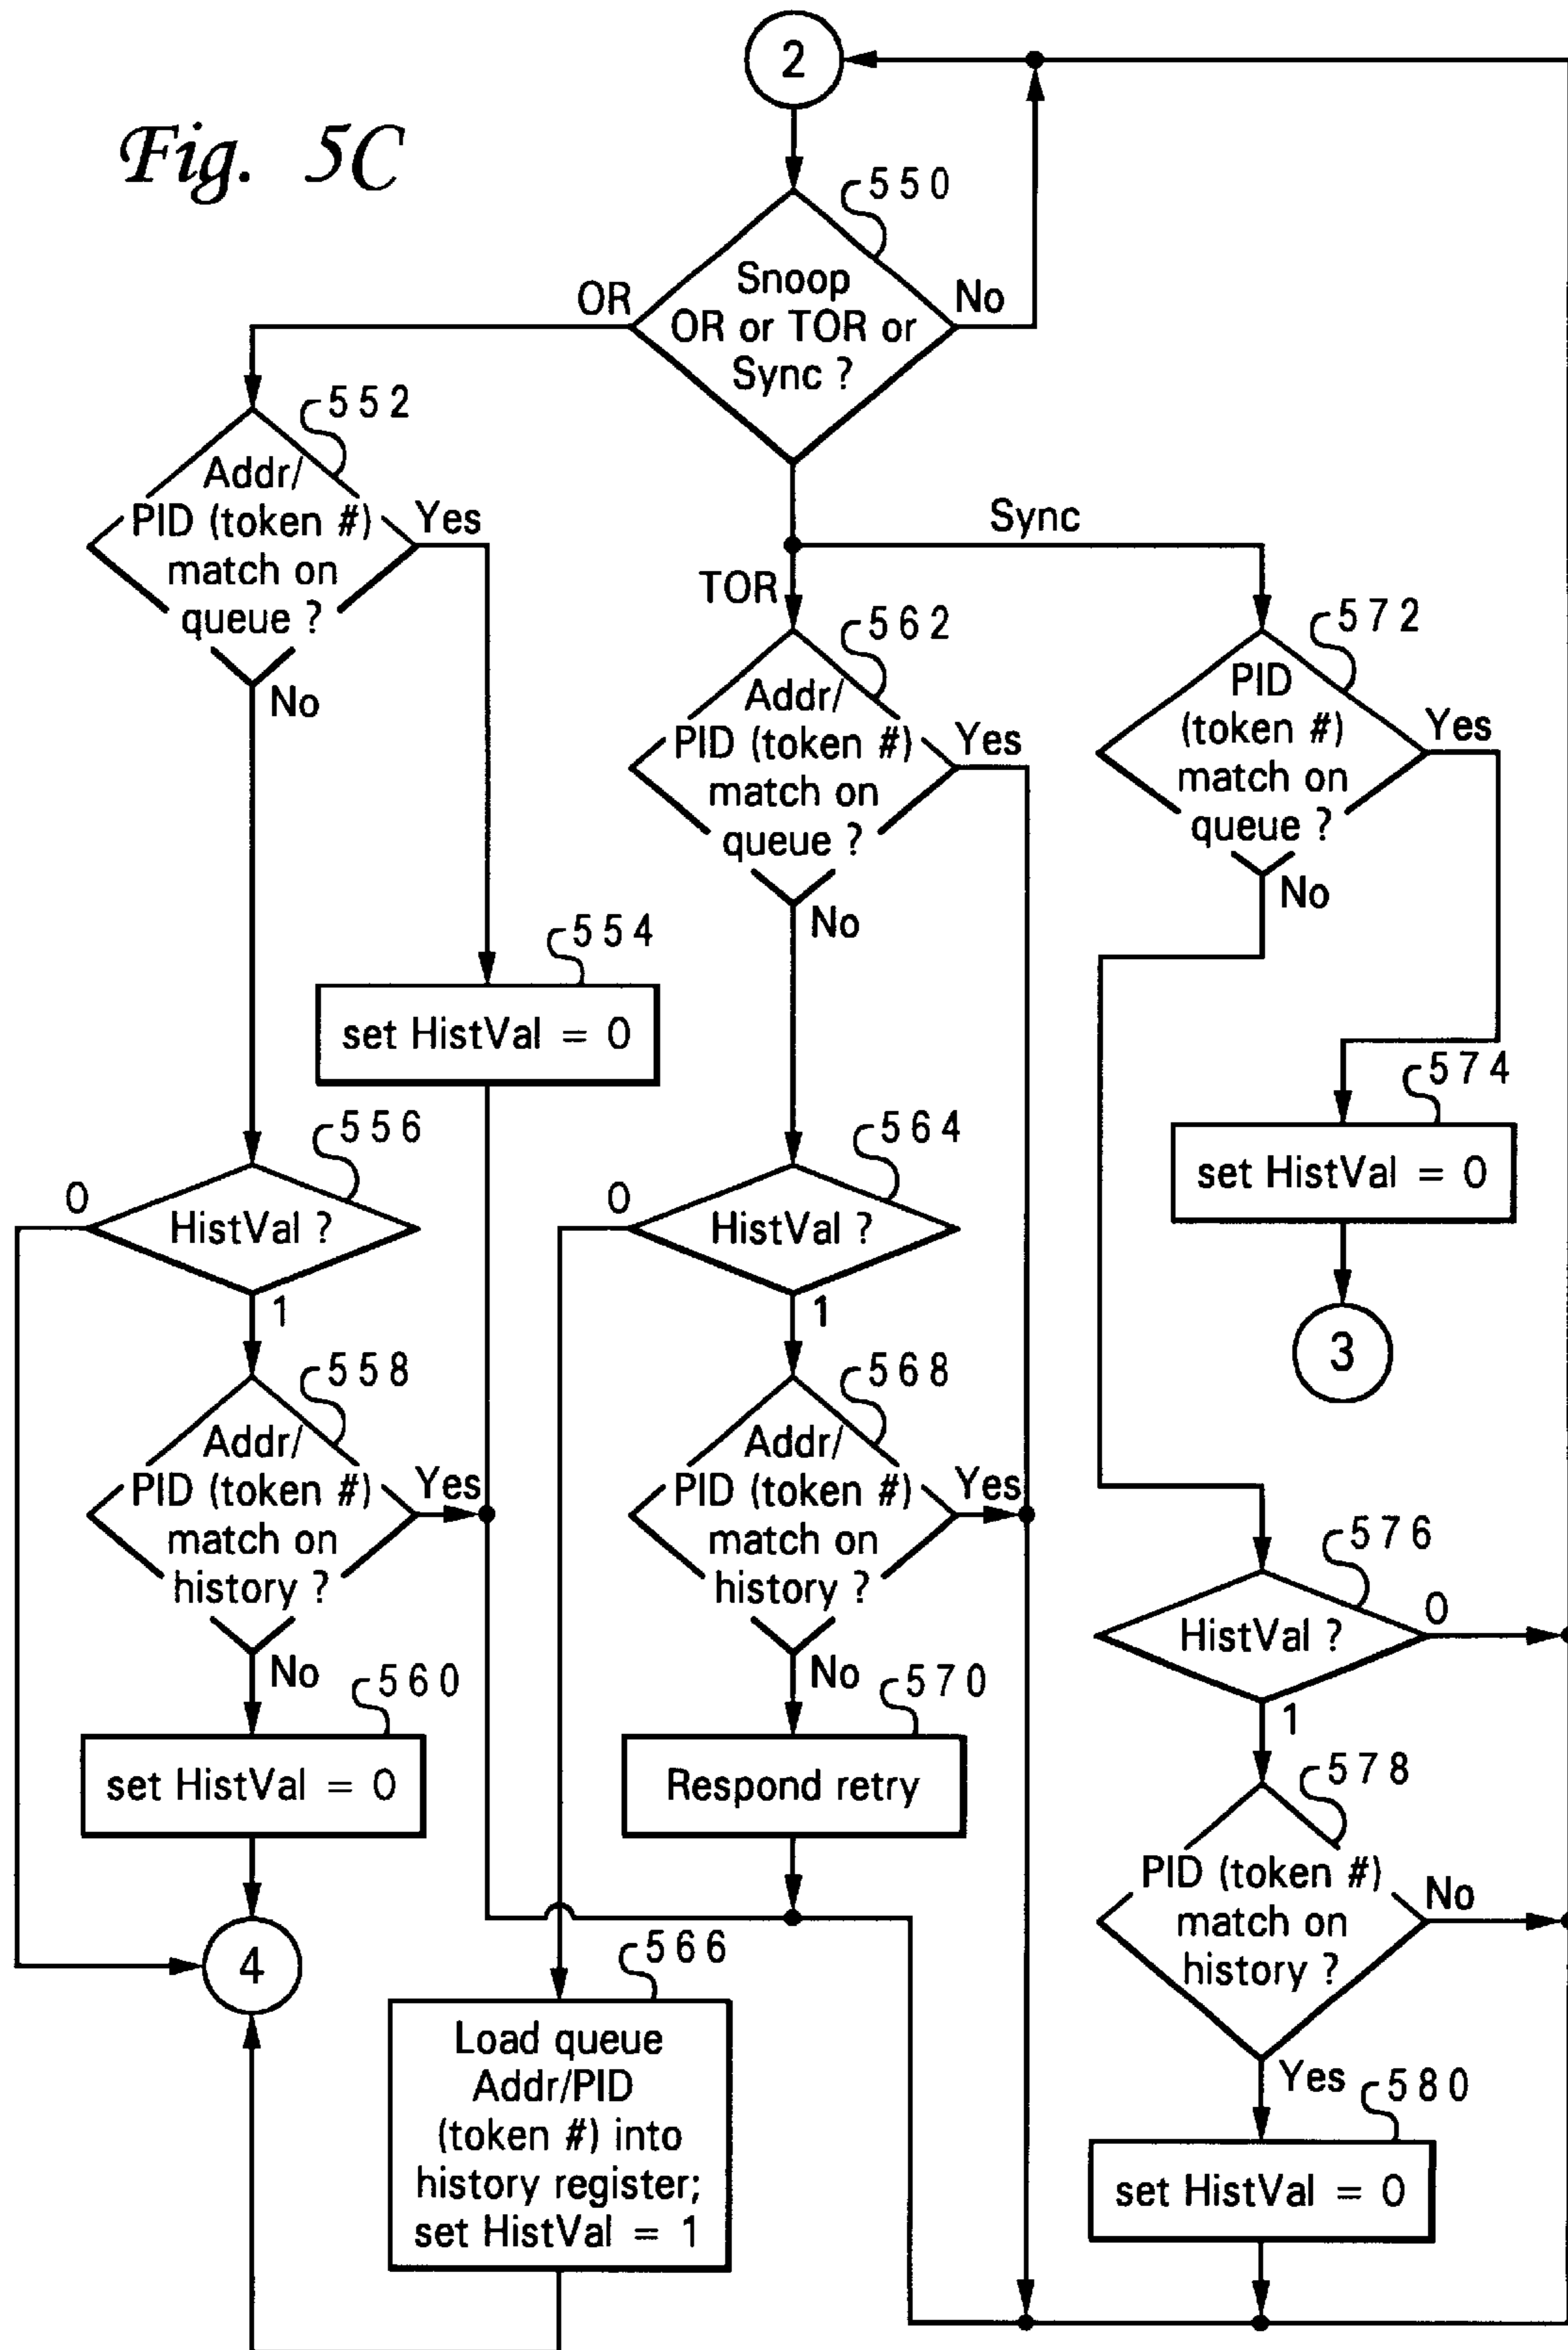 2
Fig. 5C
550
Snoop
OR or TOR or
Sync ?
OR
No
552
Addr/
PID (token #)
match on
queue ?
Yes
No
Sync
TOR
562
Addr/
PID (token #)
match on
queue ?
Yes
No
572
PID
(token #)
match on
queue ?
Yes
No
554
set HistVal = 0
574
set HistVal = 0
3
556
HistVal ?
0
1
564
HistVal ?
0
1
558
Addr/
PID (token #)
match on
history ?
Yes
No
568
Addr/
PID (token #)
match on
history ?
Yes
No
576
HistVal ?
0
1
560
set HistVal = 0
570
Respond retry
578
PID (token #)
match on
history ?
No
Yes
4
566
Load queue
Addr/PID
(token #) into
history register;
set HistVal = 1
580
set HistVal = 0